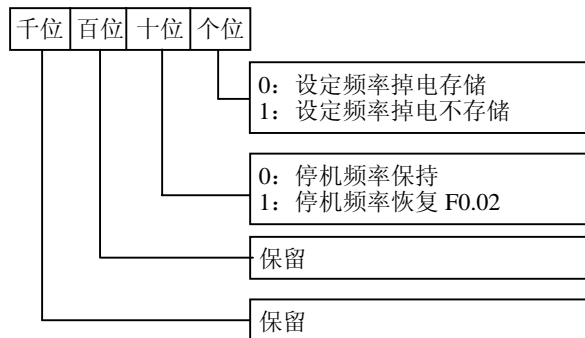 千位 百位 十位 个位
0：设定频率掉电存储
1：设定频率掉电不存储
0：停机频率保持
1：停机频率恢复 F0.02
保留
保留